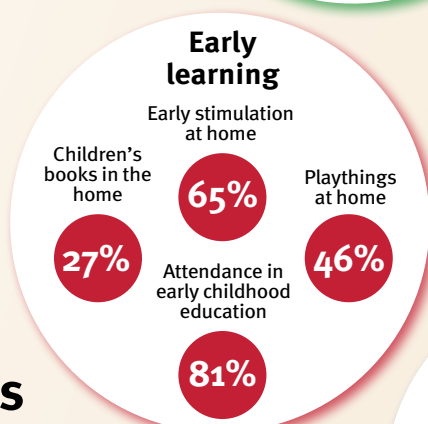 Early
learning
Early stimulation
at home
65%
Children’s
books in the
home
27%
Playthings
at home
46%
Attendance in
early childhood
education
81%
s